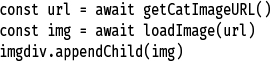 const url = await getCatImageURL()
const img = await loadImage(url)
imgdiv.appendChild(img)